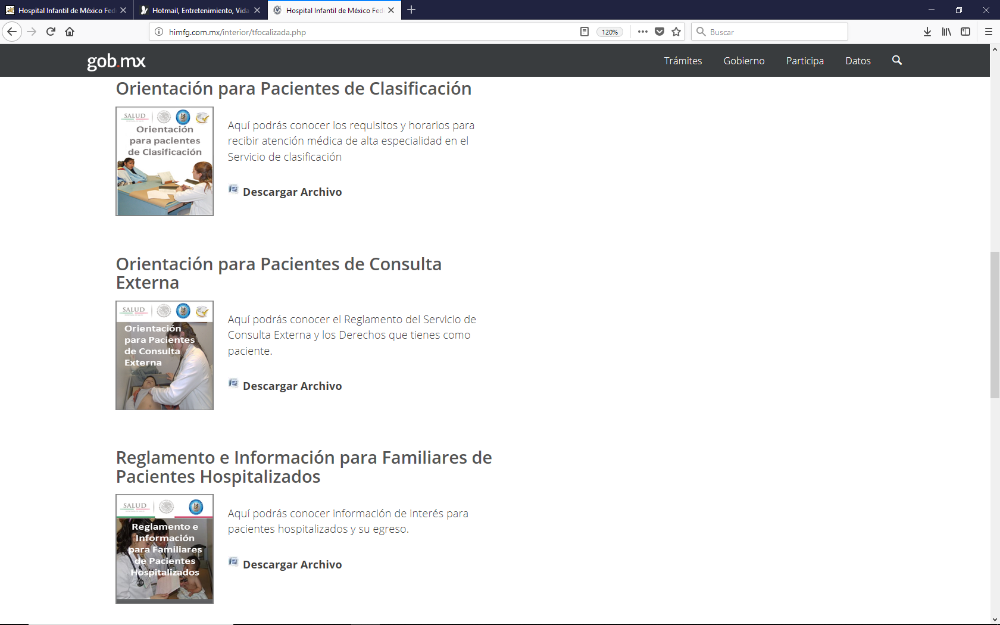 Hospital Infantil de México Fed
Hotmail, Entretenimiento, Vida
Hospital Infantil de México Fed
himfg.com.mx/interior/tfocalizada.php
120%
Buscar
gob.mx
Trámites
Gobierno
Participa
Datos
Orientación para Pacientes de Clasificación
SALUD
Orientación
para pacientes
de Clasificación
Aquí podrás conocer los requisitos y horarios para
recibir atención médica de alta especialidad en el
Servicio de clasificación
Descargar Archivo
Orientación para Pacientes de Consulta
Externa
SALUD
Orientación
para Pacientes
de Consulta
Externa
Aquí podrás conocer el Reglamento del Servicio de
Consulta Externa y los Derechos que tienes como
paciente.
Descargar Archivo
Reglamento e Información para Familiares de
Pacientes Hospitalizados
SALUD
Reglamento e
Información
para Familiares
de Pacientes
Hospitalizados
Aquí podrás conocer información de interés para
pacientes hospitalizados y su egreso.
Descargar Archivo